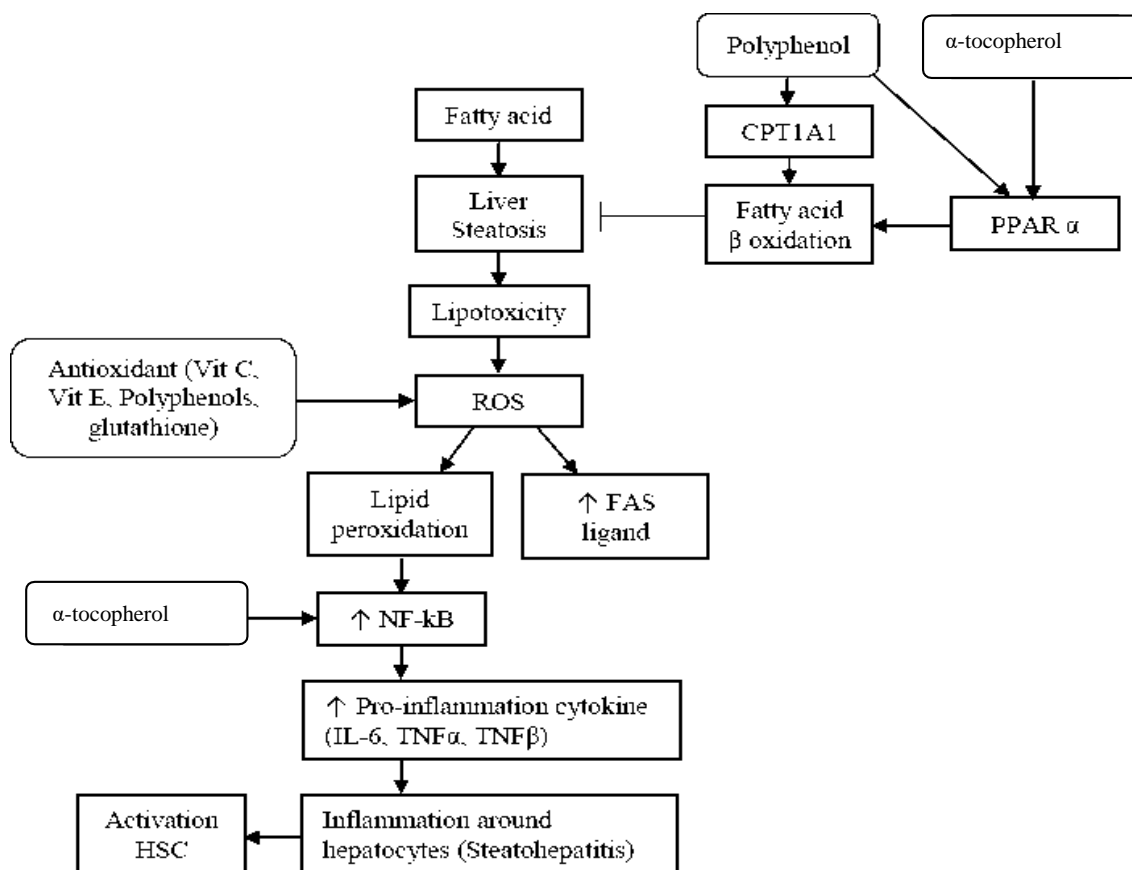 Polyphenol
α-tocopherol
Fatty acid
CPT1A1
Liver
Steatosis
Fatty acid
β oxidation
PPAR α
Lipotoxicity
Antioxidant (Vit C,
Vit E, Polyphenols,
glutathione)
ROS
Lipid
peroxidation
↑ FAS
ligand
α-tocopherol
↑ NF-kB
↑ Pro-inflammation cytokine
(IL-6, TNFα, TNFβ)
Activation
HSC
Inflammation around
hepatocytes (Steatohepatitis)